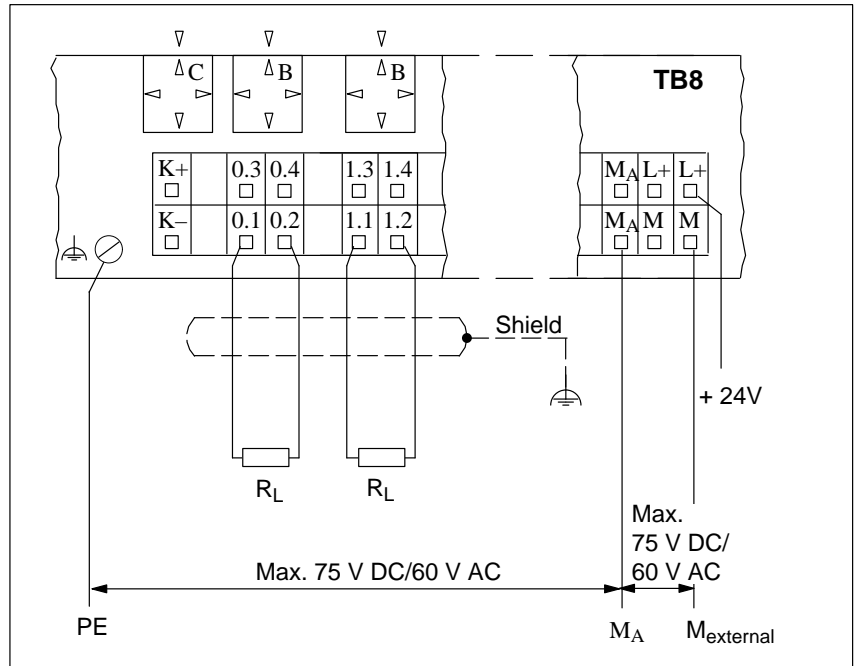 C B B TB8
K+ 0.3 0.4 1.3 1.4 MA L+ L+
K– 0.1 0.2 1.1 1.2 MA M M
Shield
+ 24V
RL RL
Max.
75 V DC/
60 V AC
Max. 75 V DC/60 V AC
PE MA Mexternal